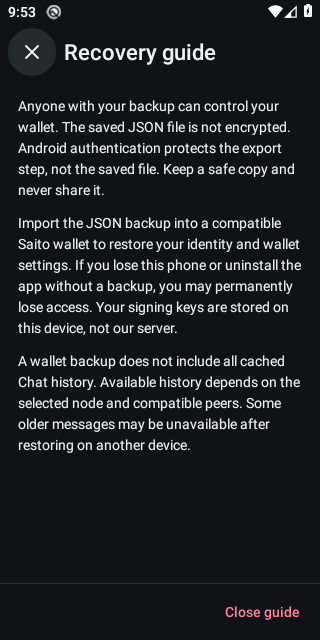 9:53
Recovery guide
Anyone with your backup can control your
wallet. The saved JSON file is not encrypted.
Android authentication protects the export
step, not the saved file. Keep a safe copy and
never share it.
Import the JSON backup into a compatible
Saito wallet to restore your identity and wallet
settings. If you lose this phone or uninstall the
app without a backup, you may permanently
lose access. Your signing keys are stored on
this device, not our server.
A wallet backup does not include all cached
Chat history. Available history depends on the
selected node and compatible peers. Some
older messages may be unavailable after
restoring on another device.
Close guide